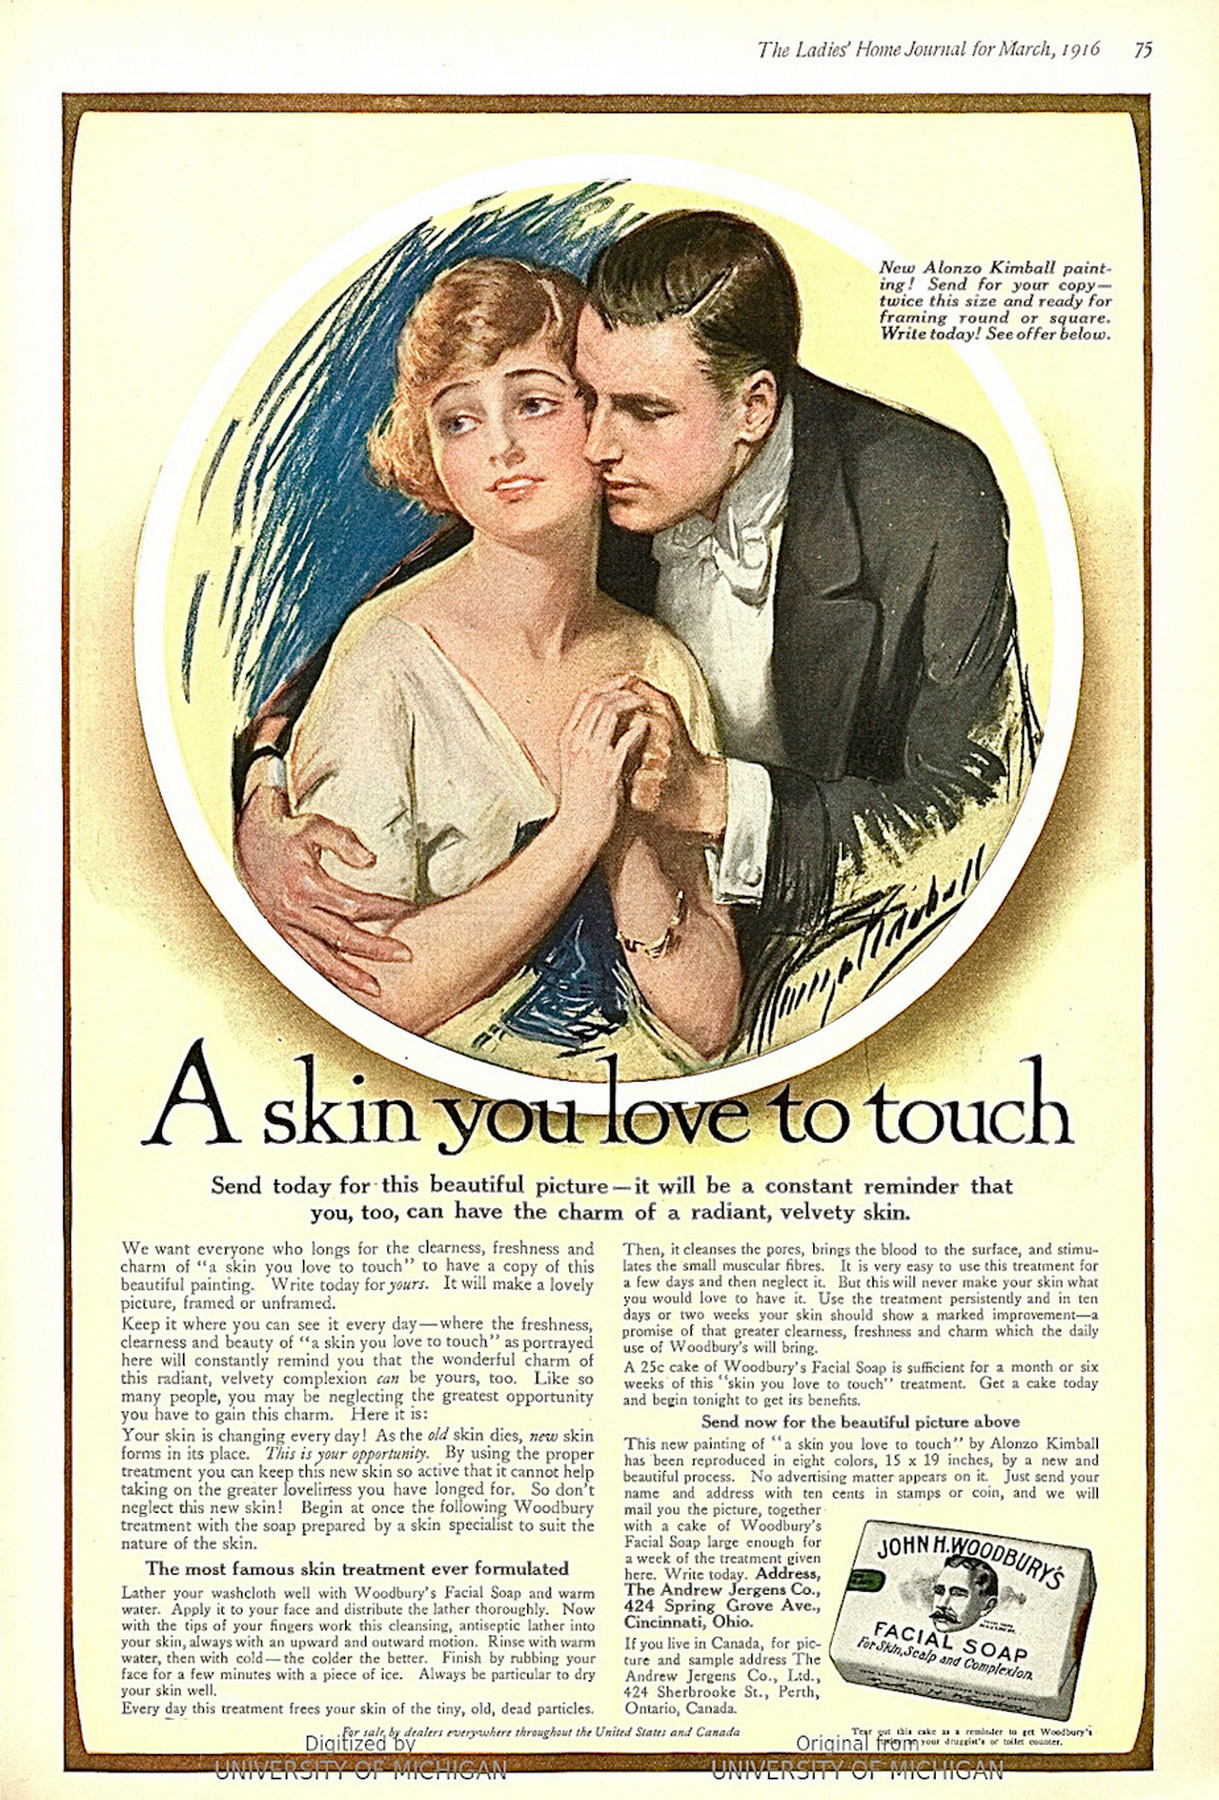 The Ladies' Home Journal for March, 1916 75
New Alonzo Kimball paint-
ing! Send for your copy—
twice this size and ready for
framing round or square.
Write today! See offer below.
A skin you love to touch
Send today for this beautiful picture—it will be a constant reminder that
you, too, can have the charm of a radiant, velvety skin.
We want everyone who longs for the clearness, freshness and
charm of "a skin you love to touch" to have a copy of this
beautiful painting. Write today for yours. It will make a lovely
picture, framed or unframed.
Keep it where you can see it every day—where the freshness,
clearness and beauty of "a skin you love to touch" as portrayed
here will constantly remind you that the wonderful charm of
this radiant, velvety complexion can be yours, too. Like so
many people, you may be neglecting the greatest opportunity
you have to gain this charm. Here it is:
Your skin is changing every day! As the old skin dies, new skin
forms in its place. This is your opportunity. By using the proper
treatment you can keep this new skin so active that it cannot help
taking on the greater loveliness you have longed for. So don't
neglect this new skin! Begin at once the following Woodbury
treatment with the soap prepared by a skin specialist to suit the
nature of the skin.
The most famous skin treatment ever formulated
Lather your washcloth well with Woodbury's Facial Soap and warm
water. Apply it to your face and distribute the lather thoroughly. Now
with the tips of your fingers work this cleansing, antiseptic lather into
your skin, always with an upward and outward motion. Rinse with warm
water, then with cold—the colder the better. Finish by rubbing your
face for a few minutes with a piece of ice. Always be particular to dry
your skin well.
Every day this treatment frees your skin of the tiny, old, dead particles.
Then, it cleanses the pores, brings the blood to the surface, and stimu-
lates the small muscular fibres. It is very easy to use this treatment for
a few days and then neglect it. But this will never make your skin what
you would love to have it. Use the treatment persistently and in ten
days or two weeks your skin should show a marked improvement—a
promise of that greater clearness, freshness and charm which the daily
use of Woodbury's will bring.
A 25c cake of Woodbury's Facial Soap is sufficient for a month or six
weeks of this "skin you love to touch" treatment. Get a cake today
and begin tonight to get its benefits.
Send now for the beautiful picture above
This new painting of "a skin you love to touch" by Alonzo Kimball
has been reproduced in eight colors, 15 x 19 inches, by a new and
beautiful process. No advertising matter appears on it. Just send your
name and address with ten cents in stamps or coin, and we will
mail you the picture, together
with a cake of Woodbury's
Facial Soap large enough for
a week of the treatment given
here. Write today. Address,
The Andrew Jergens Co.,
424 Spring Grove Ave.,
Cincinnati, Ohio.
If you live in Canada, for pic-
ture and sample address The
Andrew Jergens Co., Ltd.,
424 Sherbrooke St., Perth,
Ontario, Canada.
JOHN H. WOODBURY'S
FACIAL SOAP
For Skin, Scalp and Complexion.
For sale by dealers everywhere throughout the United States and Canada
Tear out this cake as a reminder to get Woodbury's
your druggist's or toilet counter.
Digitized by
UNIVERSITY OF MICHIGAN
Original from
UNIVERSITY OF MICHIGAN